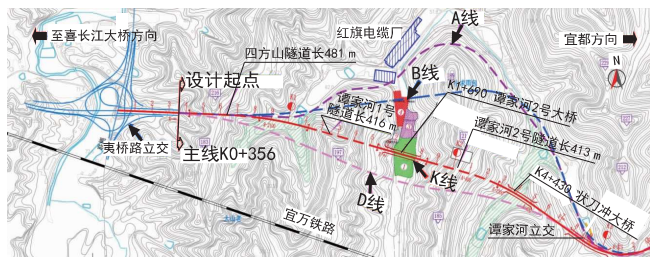 至喜长江大桥方向
红旗电缆厂
A线
宜都方向
N
四方山隧道长481 m
设计起点
B线
K1+690 谭家河2号大桥
谭家河1号
隧道长416 m
谭家河2号隧道长413 m
夷桥路立交
主线K0+356
K线
K4+430 状刀冲大桥
D线
宜万铁路
谭家河立交